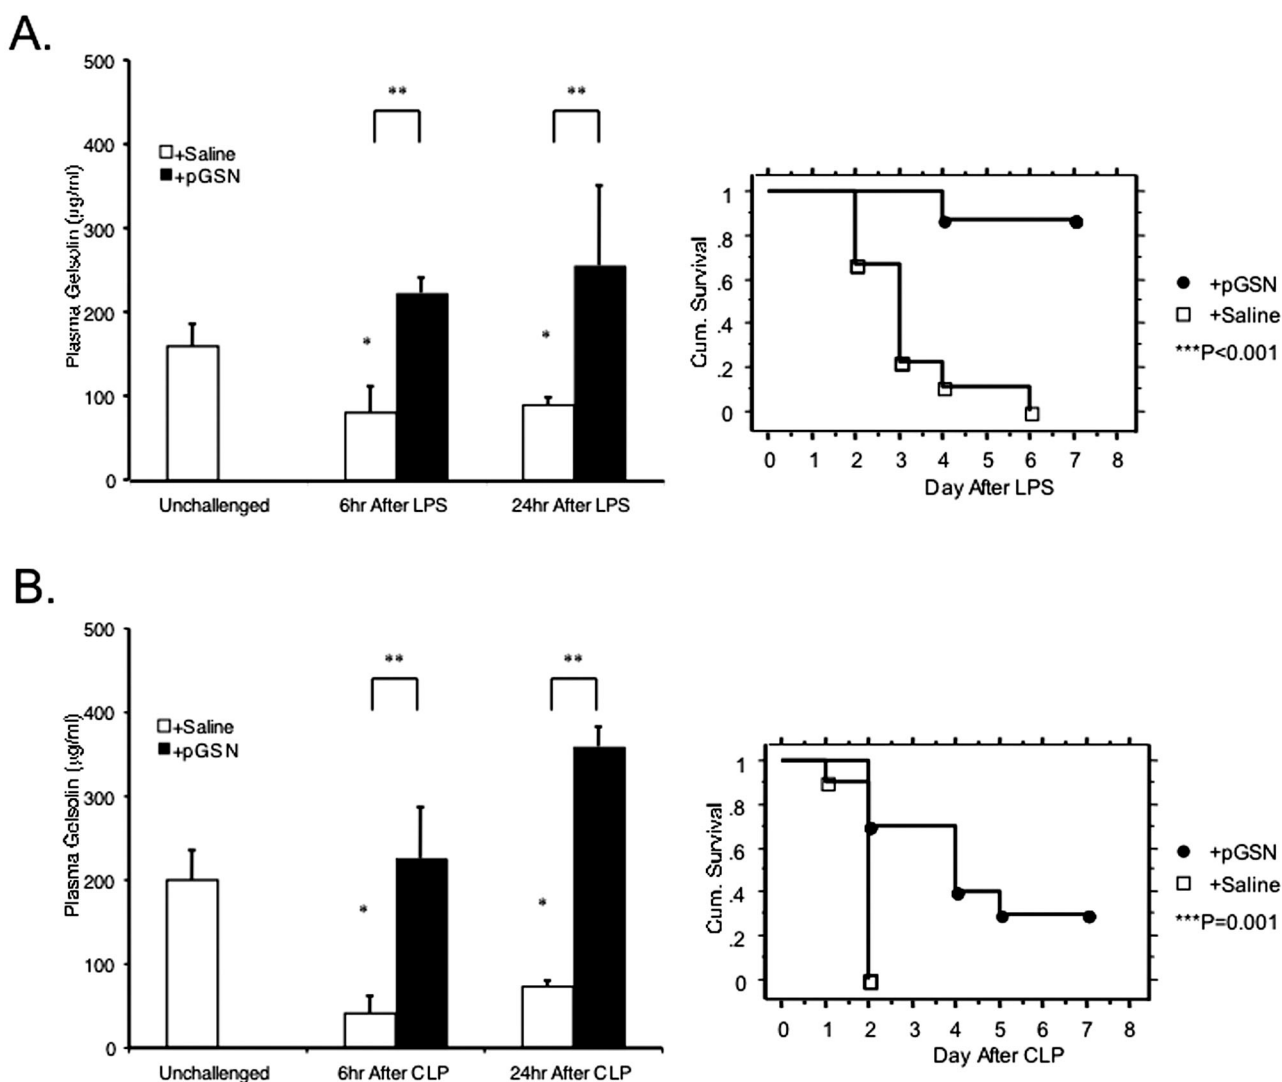 A.
500
400
300
200
100
0
Plasma Gelsolin (µg/ml)
+Saline
+pGSN
**
**
*
*
Unchallenged
6hr After LPS
24hr After LPS
1
.8
.6
.4
.2
0
Cum. Survival
0 1 2 3 4 5 6 7 8
Day After LPS
+pGSN
+Saline
***P<0.001
B.
500
400
300
200
100
0
Plasma Gelsolin (µg/ml)
+Saline
+pGSN
**
**
*
*
Unchallenged
6hr After CLP
24hr After CLP
1
.8
.6
.4
.2
0
Cum. Survival
0 1 2 3 4 5 6 7 8
Day After CLP
+pGSN
+Saline
***P=0.001